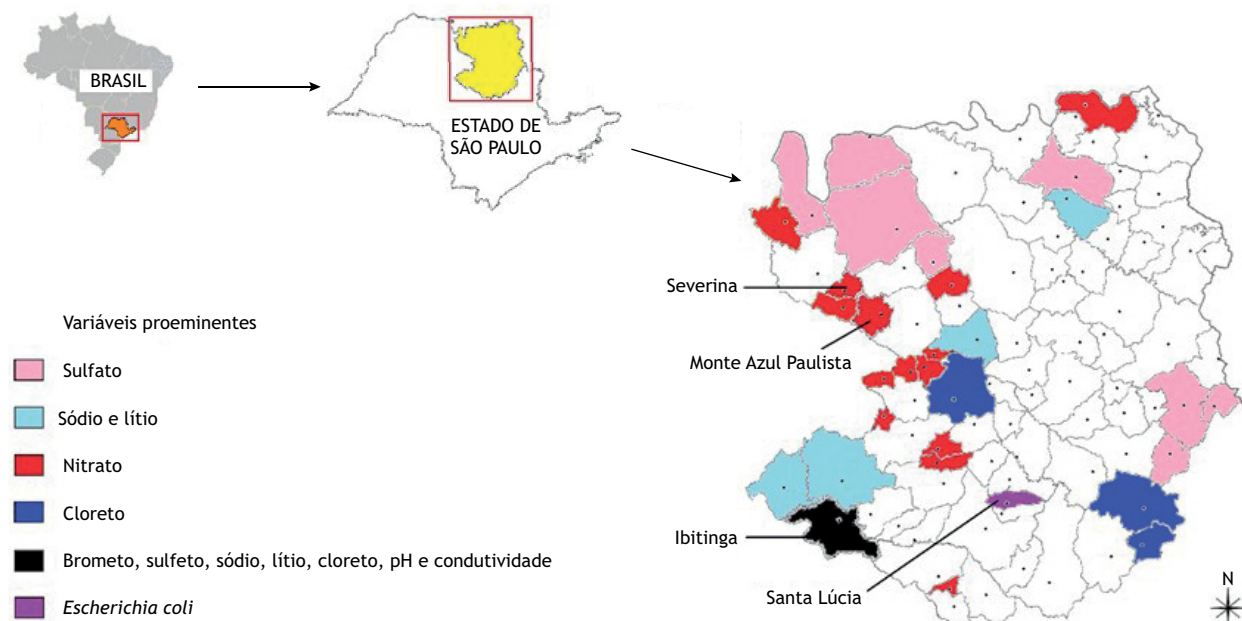 BRASIL
ESTADO DE
SÃO PAULO
Severina
Monte Azul Paulista
Ibitinga
Santa Lúcia
Variáveis proeminentes
Sulfato
Sódio e lítio
Nitrato
Cloreto
Brometo, sulfeto, sódio, lítio, cloreto, pH e condutividade
Escherichia coli
N